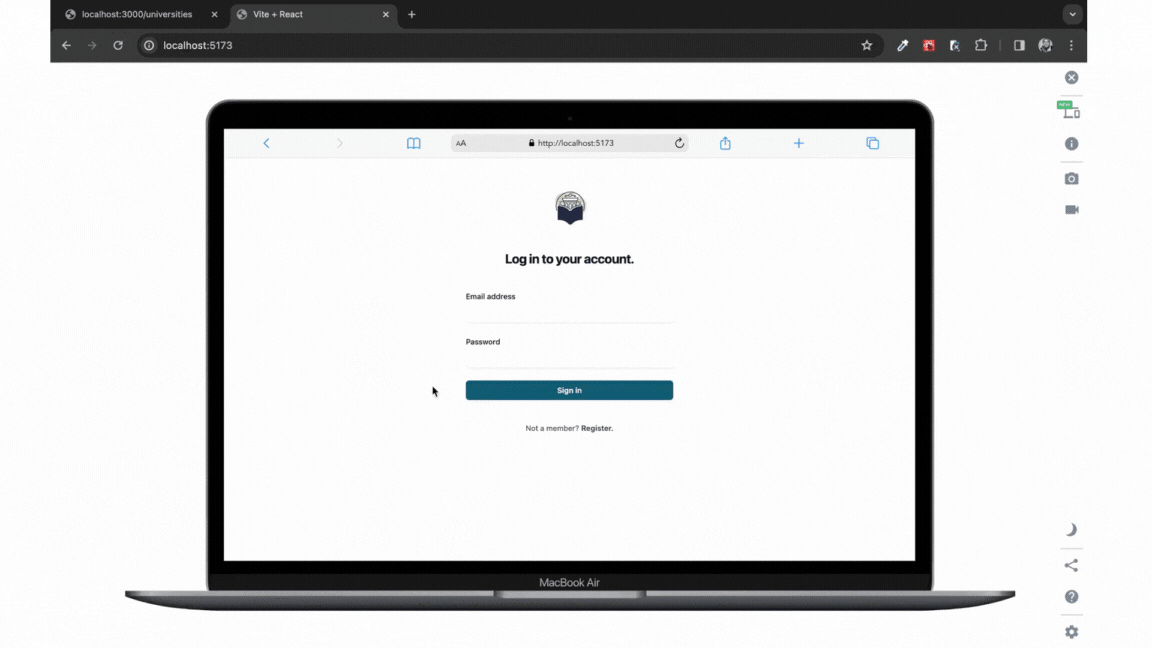 localhost:3000/universities
Vite + React
localhost:5173
NEW
AA
http://localhost:5173
Log in to your account.
Email address
Password
Sign in
Not a member? Register.
MacBook Air